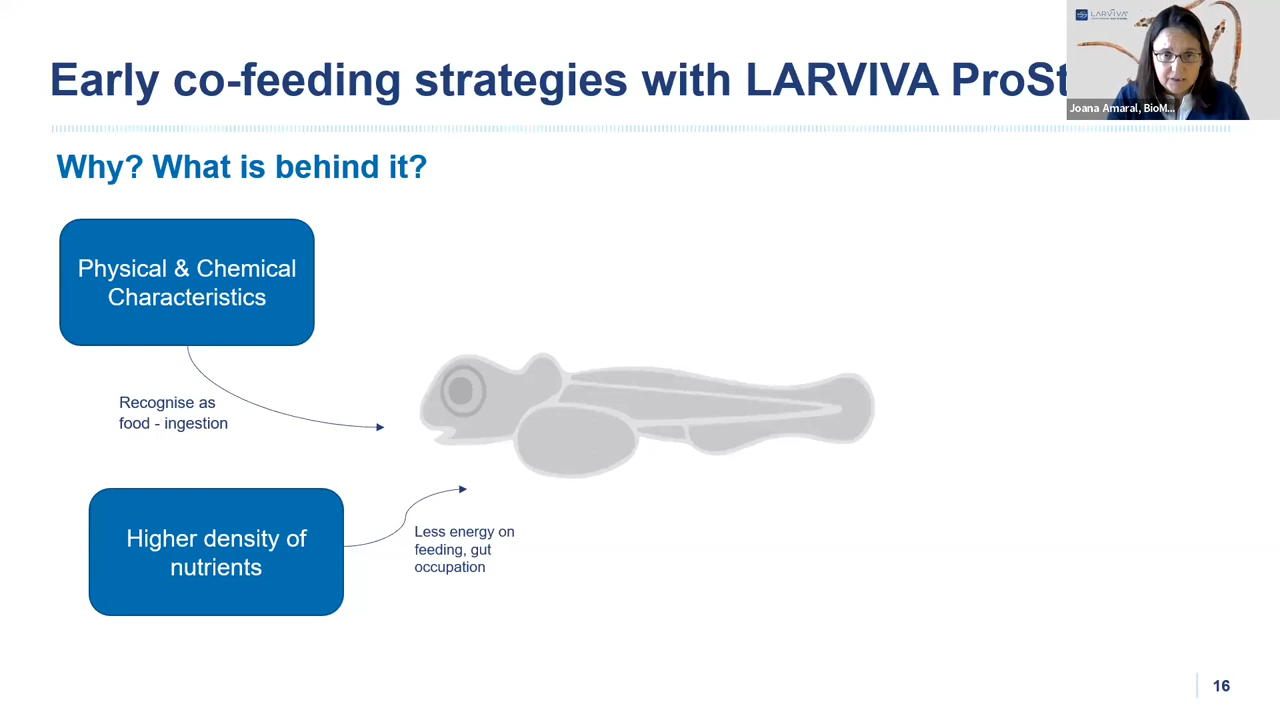 Early co-feeding strategies with LARVIVA ProSt
LARVIVA
Joana Amaral, BioM...
Why? What is behind it?
Physical & Chemical
Characteristics
Recognise as
food - ingestion
Higher density of
nutrients
Less energy on
feeding, gut
occupation
16